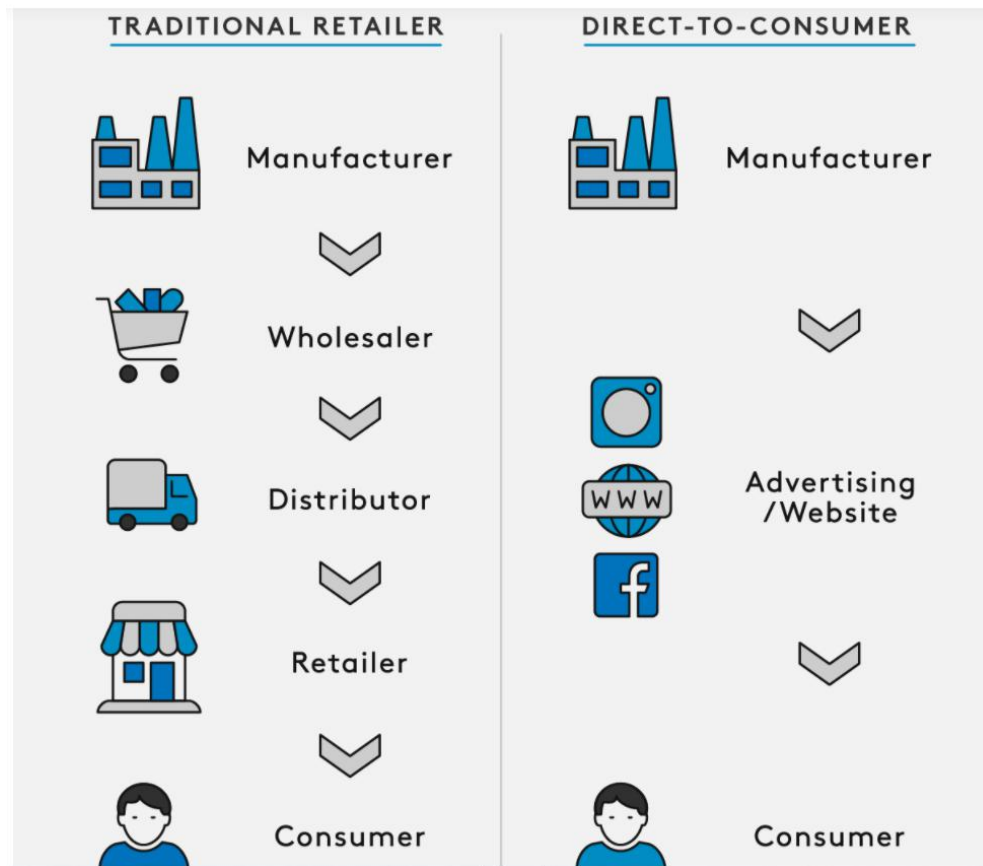 TRADITIONAL RETAILER
Manufacturer
Wholesaler
Distributor
Retailer
Consumer
DIRECT-TO-CONSUMER
Manufacturer
WWW
Advertising
/Website
f
Consumer